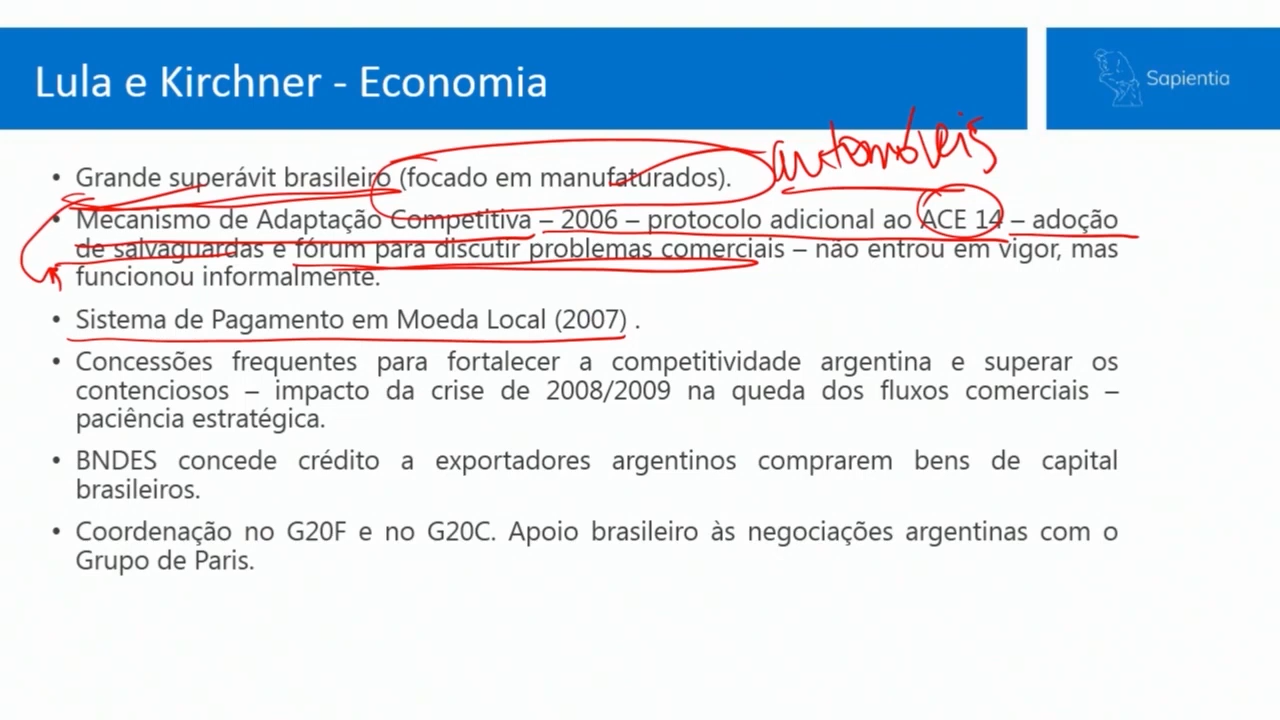 Lula e Kirchner - Economia
Sapientia
automóveis
• Grande superávit brasileiro (focado em manufaturados).
• Mecanismo de Adaptação Competitiva – 2006 – protocolo adicional ao ACE 14 – adoção
de salvaguardas e fórum para discutir problemas comerciais – não entrou em vigor, mas
funcionou informalmente.
• Sistema de Pagamento em Moeda Local (2007) .
• Concessões frequentes para fortalecer a competitividade argentina e superar os
contenciosos – impacto da crise de 2008/2009 na queda dos fluxos comerciais –
paciência estratégica.
• BNDES concede crédito a exportadores argentinos comprarem bens de capital
brasileiros.
• Coordenação no G20F e no G20C. Apoio brasileiro às negociações argentinas com o
Grupo de Paris.